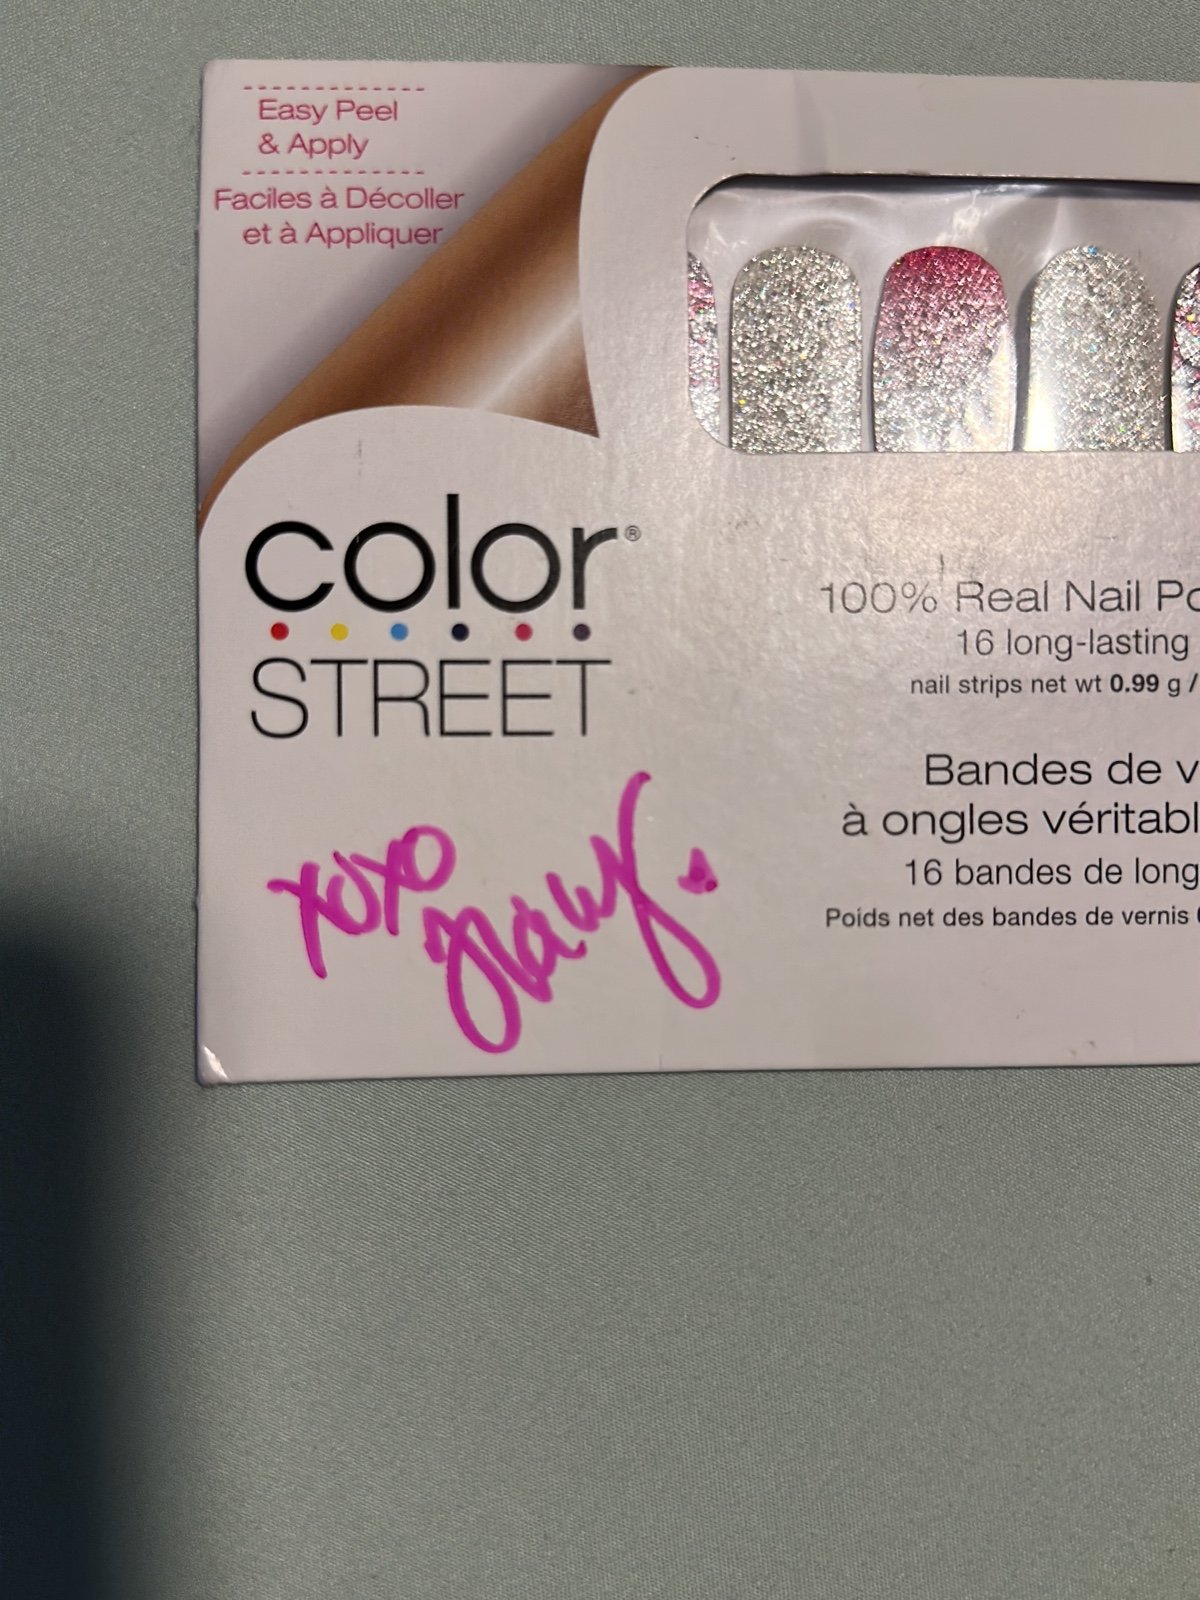 Easy Peel
& Apply
Faciles à Décoller
et à Appliquer
color®
STREET
100% Real Nail Po
16 long-lasting
nail strips net wt 0.99 g /
Bandes de v
à ongles véritabl
16 bandes de long
Poids net des bandes de vernis
xoxo